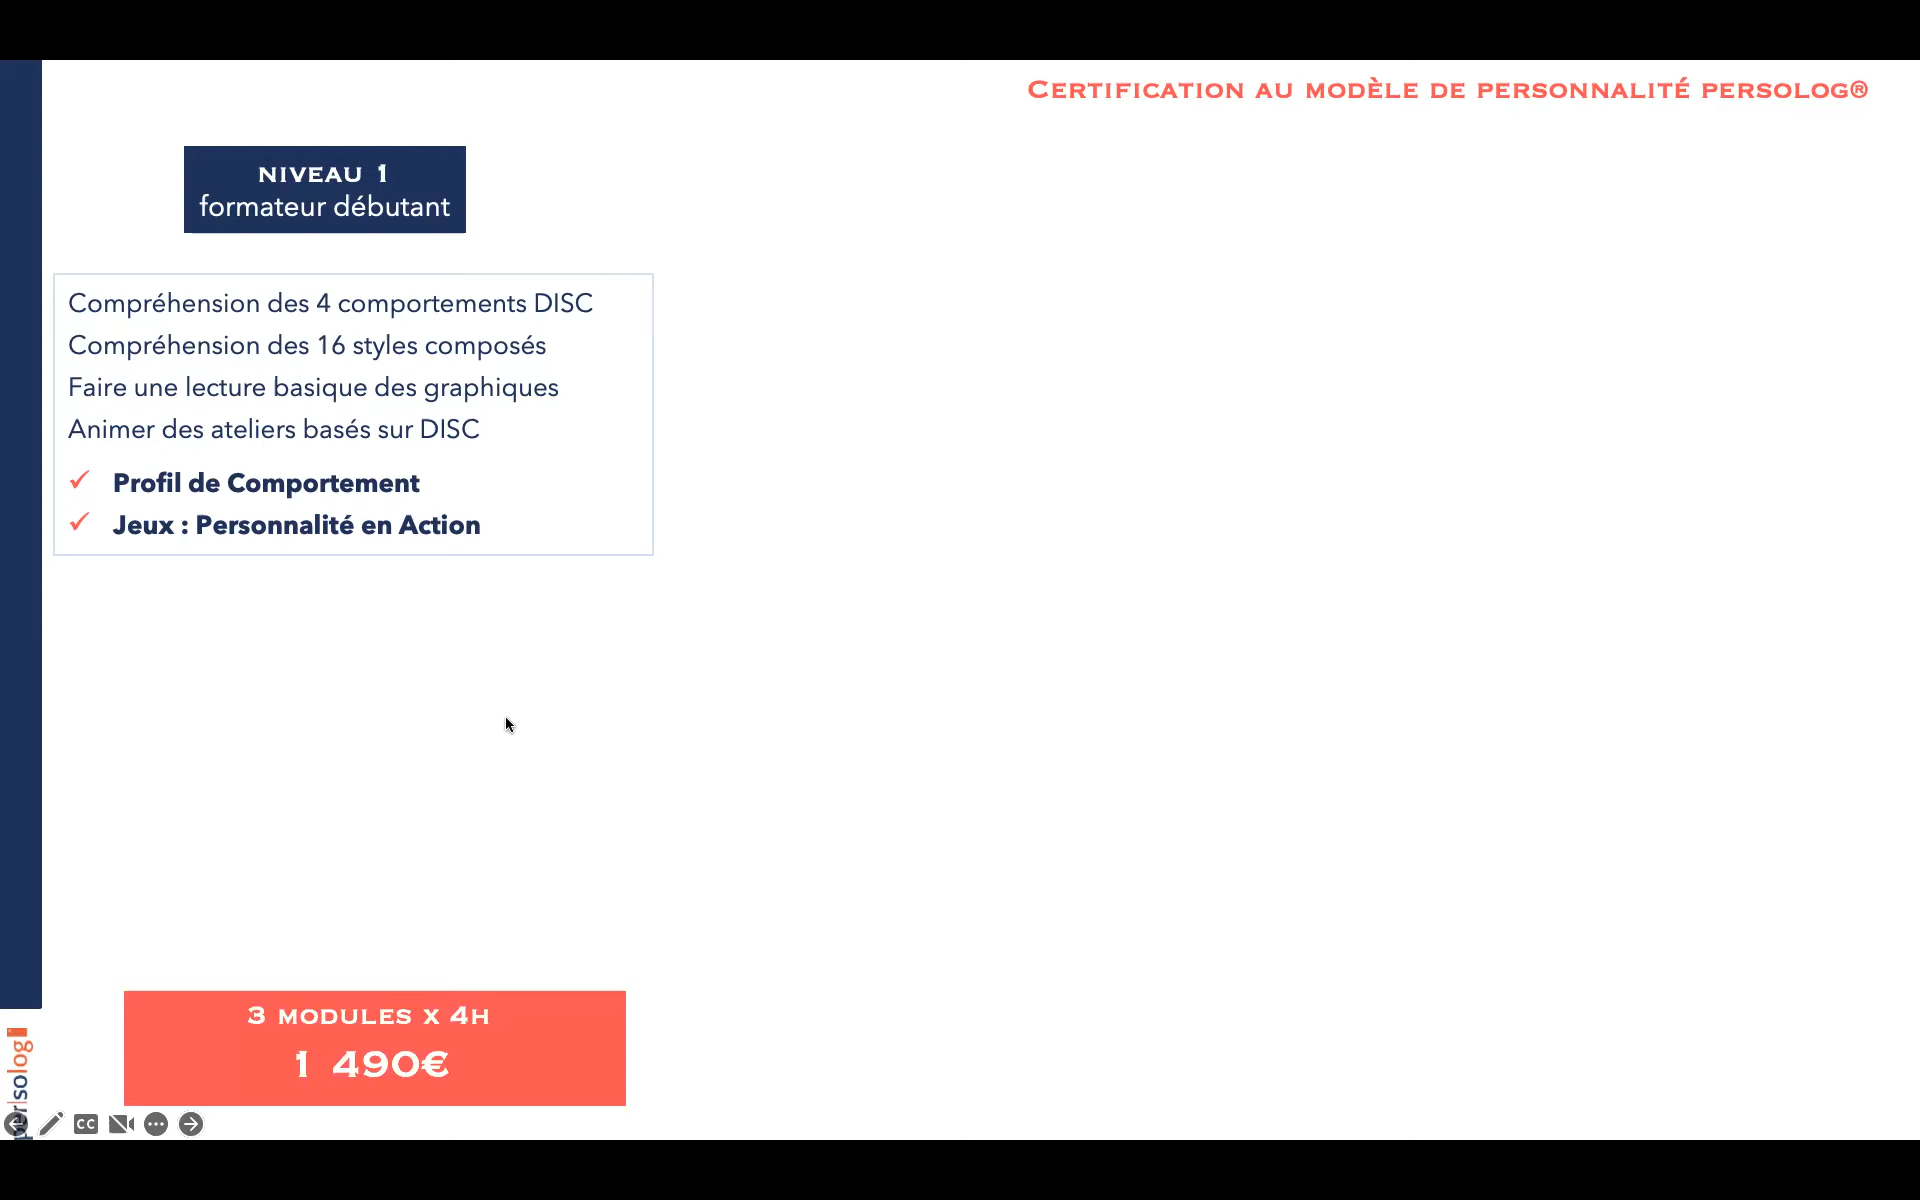 Certification au modèle de personnalité persolog®
niveau 1
formateur débutant
Compréhension des 4 comportements DISC
Compréhension des 16 styles composés
Faire une lecture basique des graphiques
Animer des ateliers basés sur DISC
✓ Profil de Comportement
✓ Jeux : Personnalité en Action
3 modules x 4h
1 490€
persolog
CC